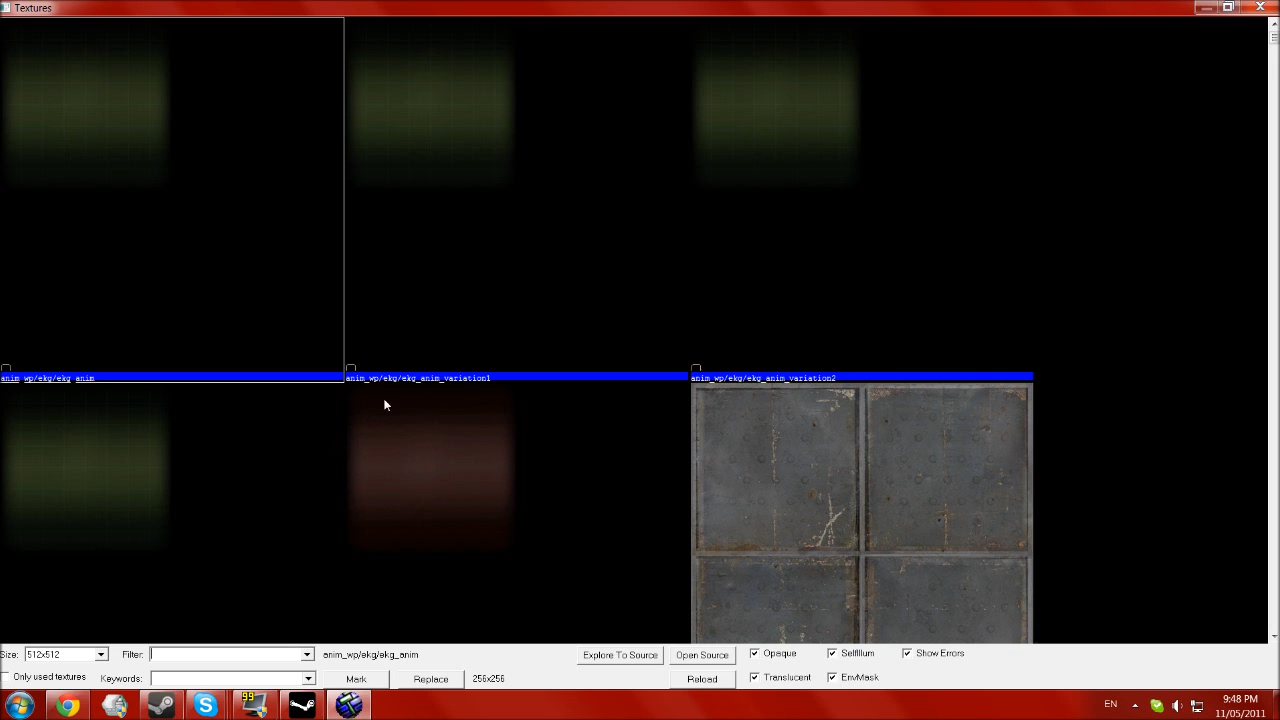 Textures
anim_wp/ekg/ekg_anim
anim_wp/ekg/ekg_anim_variation1
anim_wp/ekg/ekg_anim_variation2
Size: 512x512 Filter: anim_wp/ekg/ekg_anim Explore To Source Open Source Opaque SelfIllum Show Errors
Only used textures Keywords: Mark Replace 256x256 Reload Translucent EnvMask
99
EN 9:48 PM
11/05/2011